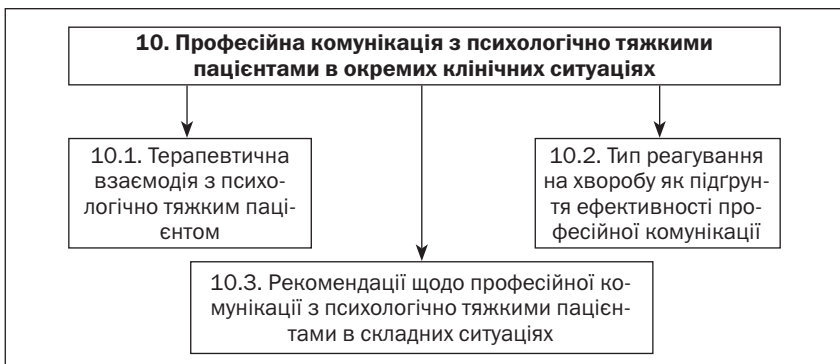 10. Професійна комунікація з психологічно тяжкими
пацієнтами в окремих клінічних ситуаціях
10.1. Терапевтична
взаємодія з психо-
логічно тяжким паці-
єнтом
10.2. Тип реагування
на хворобу як підґрун-
тя ефективності про-
фесійної комунікації
10.3. Рекомендації щодо професійної ко-
мунікації з психологічно тяжкими пацієн-
тами в складних ситуаціях